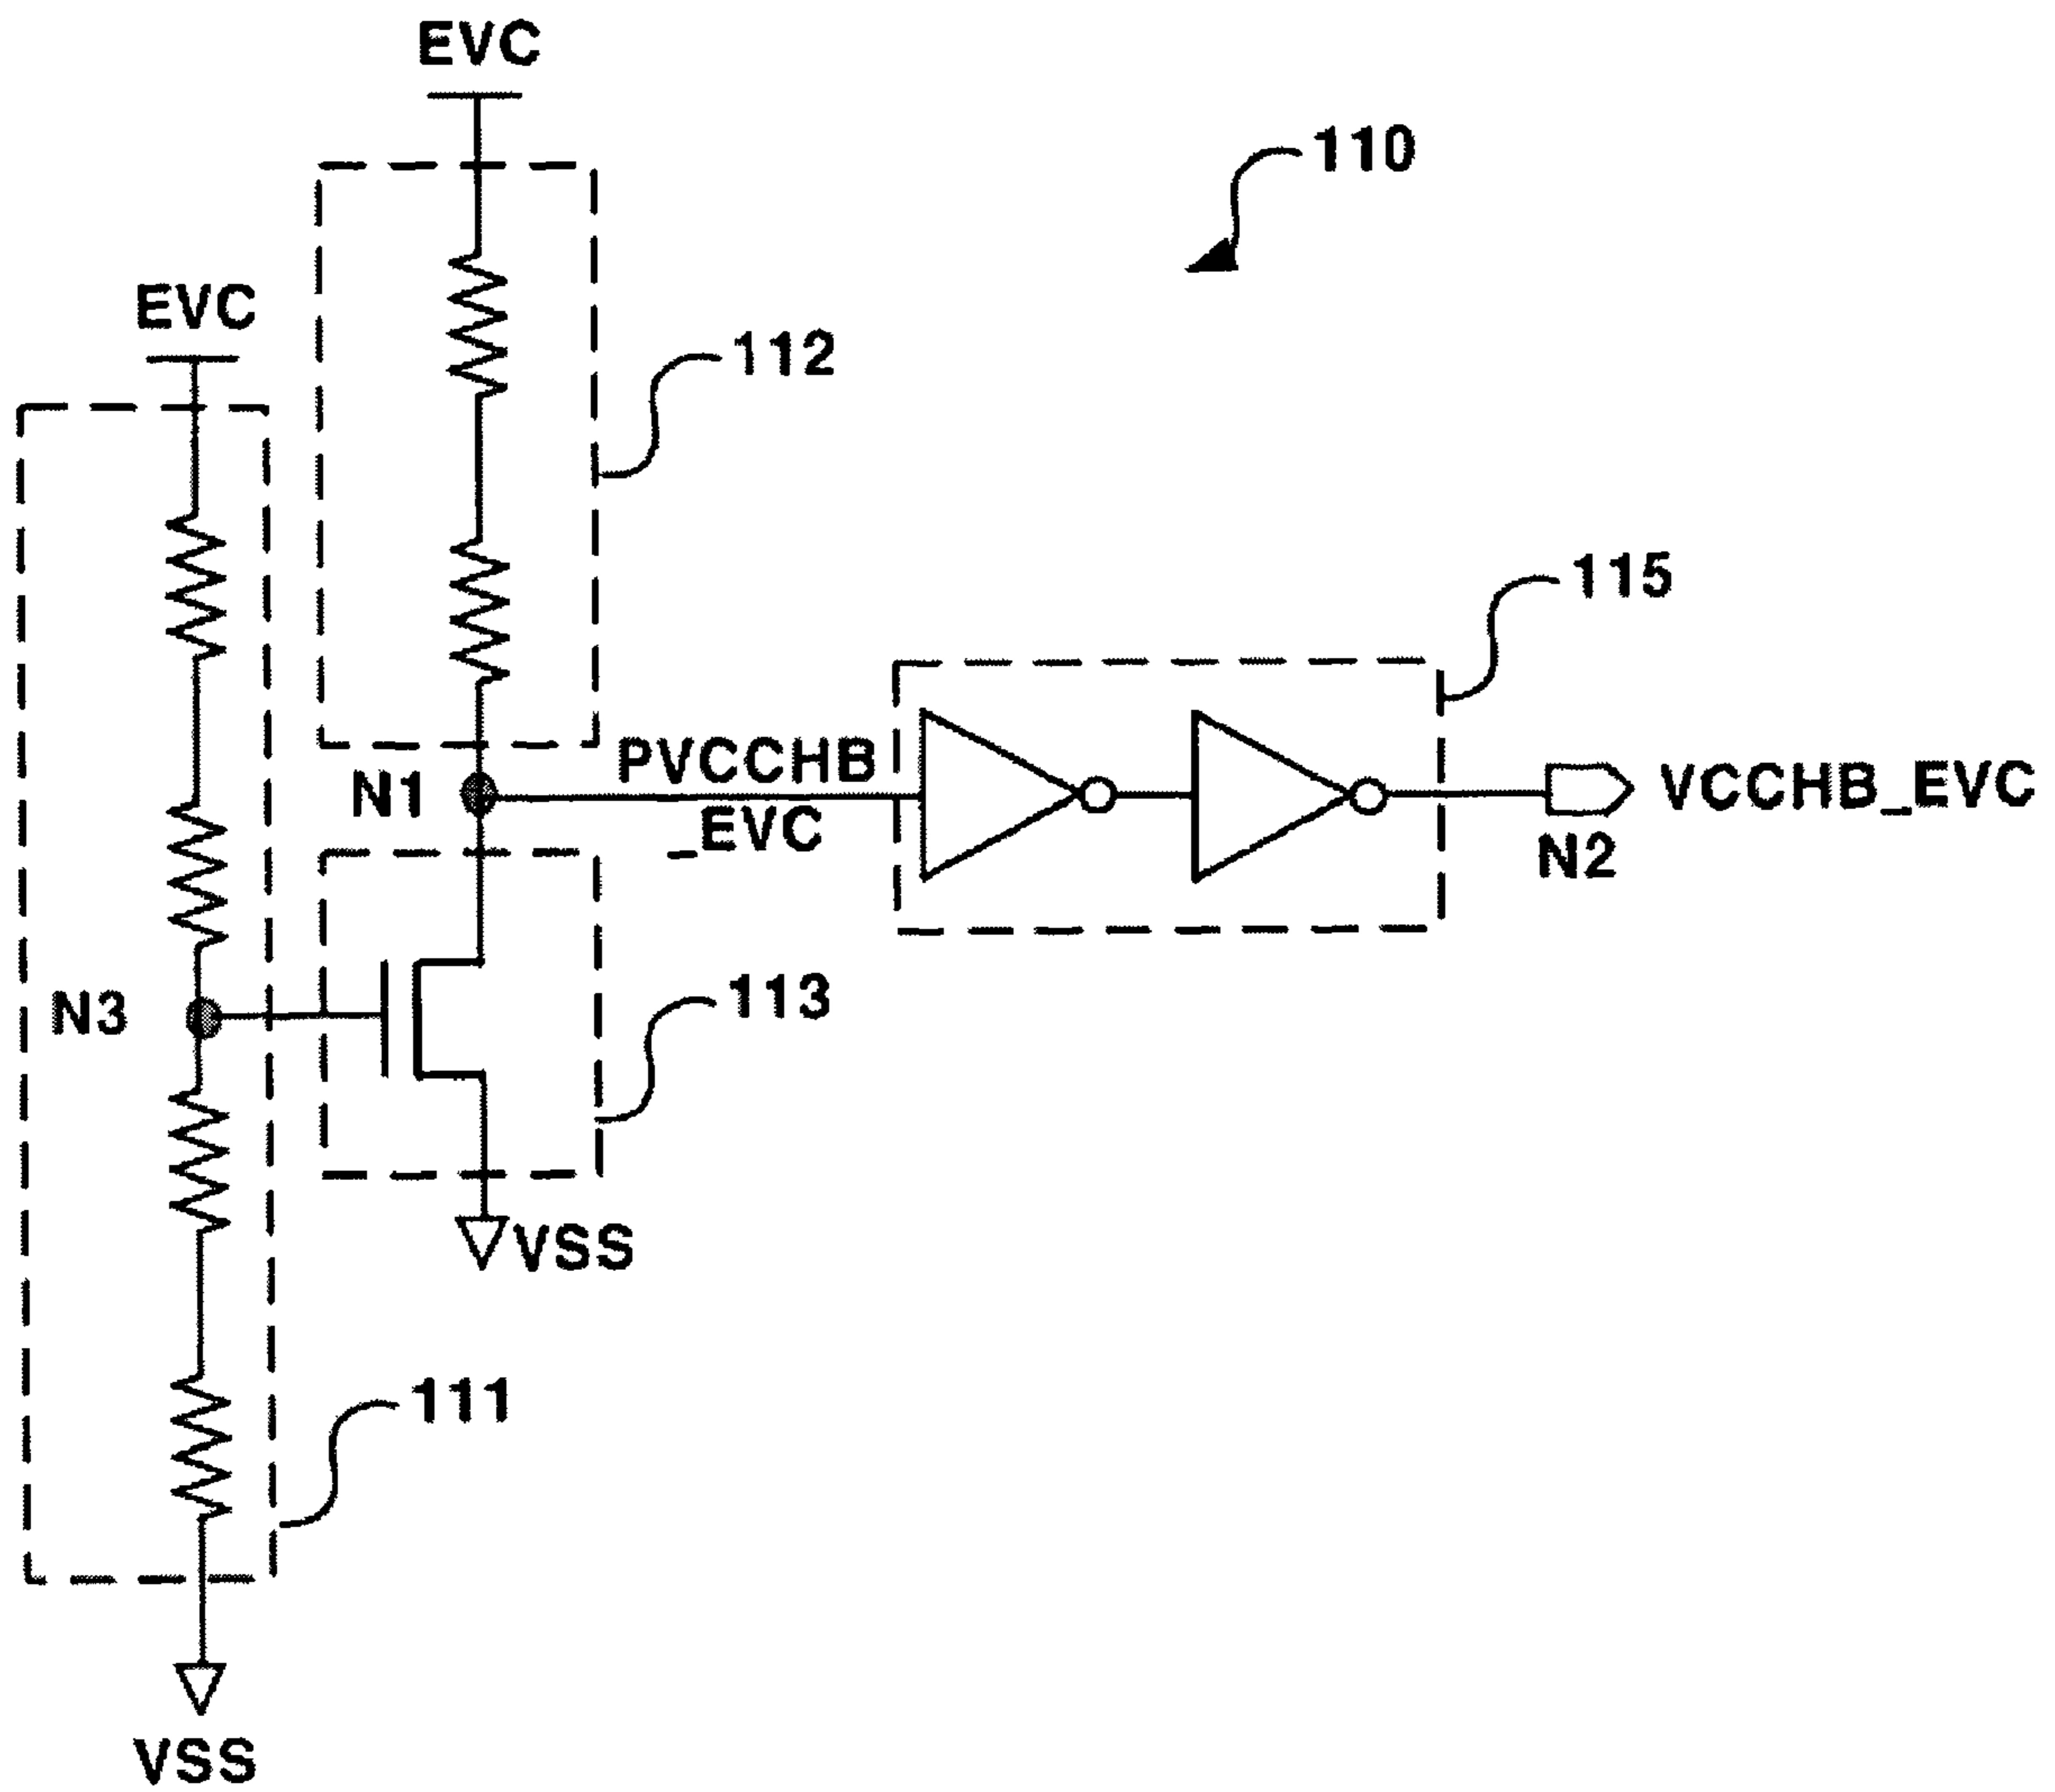 EVC
110
EVC
112
115
PVCCHB
N1
VCCHB_EVC
_EVC
N2
113
N3
VSS
111
VSS